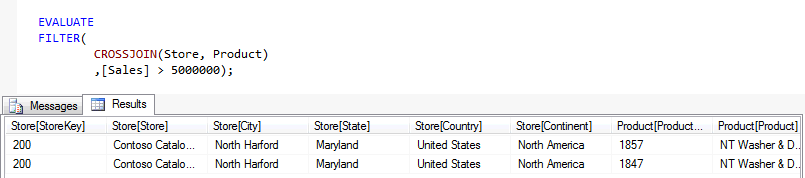 EVALUATE
FILTER(
CROSSJOIN(Store, Product)
,[Sales] > 5000000);
Messages Results
Store[StoreKey] Store[Store] Store[City] Store[State] Store[Country] Store[Continent] Product[Product... Product[Product]
200 Contoso Catalo... North Harford Maryland United States North America 1857 NT Washer & D...
200 Contoso Catalo... North Harford Maryland United States North America 1847 NT Washer & D...